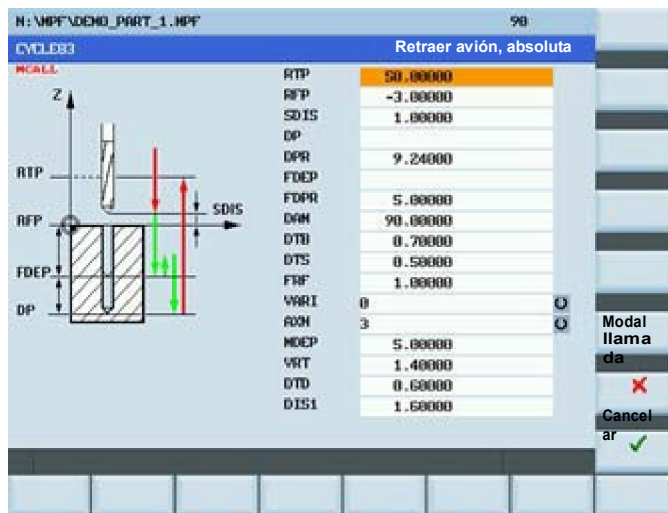 N:\MPF\DEMO_PART_1.MPF 90
CYCLE83 Retraer avión, absoluta
MCALL
Z
RTP
RFP
SDIS
FDEP
DP
RTP 50.00000
RFP -3.00000
SDIS 1.00000
DP
DPR 9.24000
FDEP
FDPR 5.00000
DAM 90.00000
DTB 0.70000
DTS 0.50000
FRF 1.00000
VARI 0
AXN 3
MDEP 5.00000
VRT 1.40000
DTD 0.60000
DIS1 1.60000
Modal
llama
da
Cancel
ar